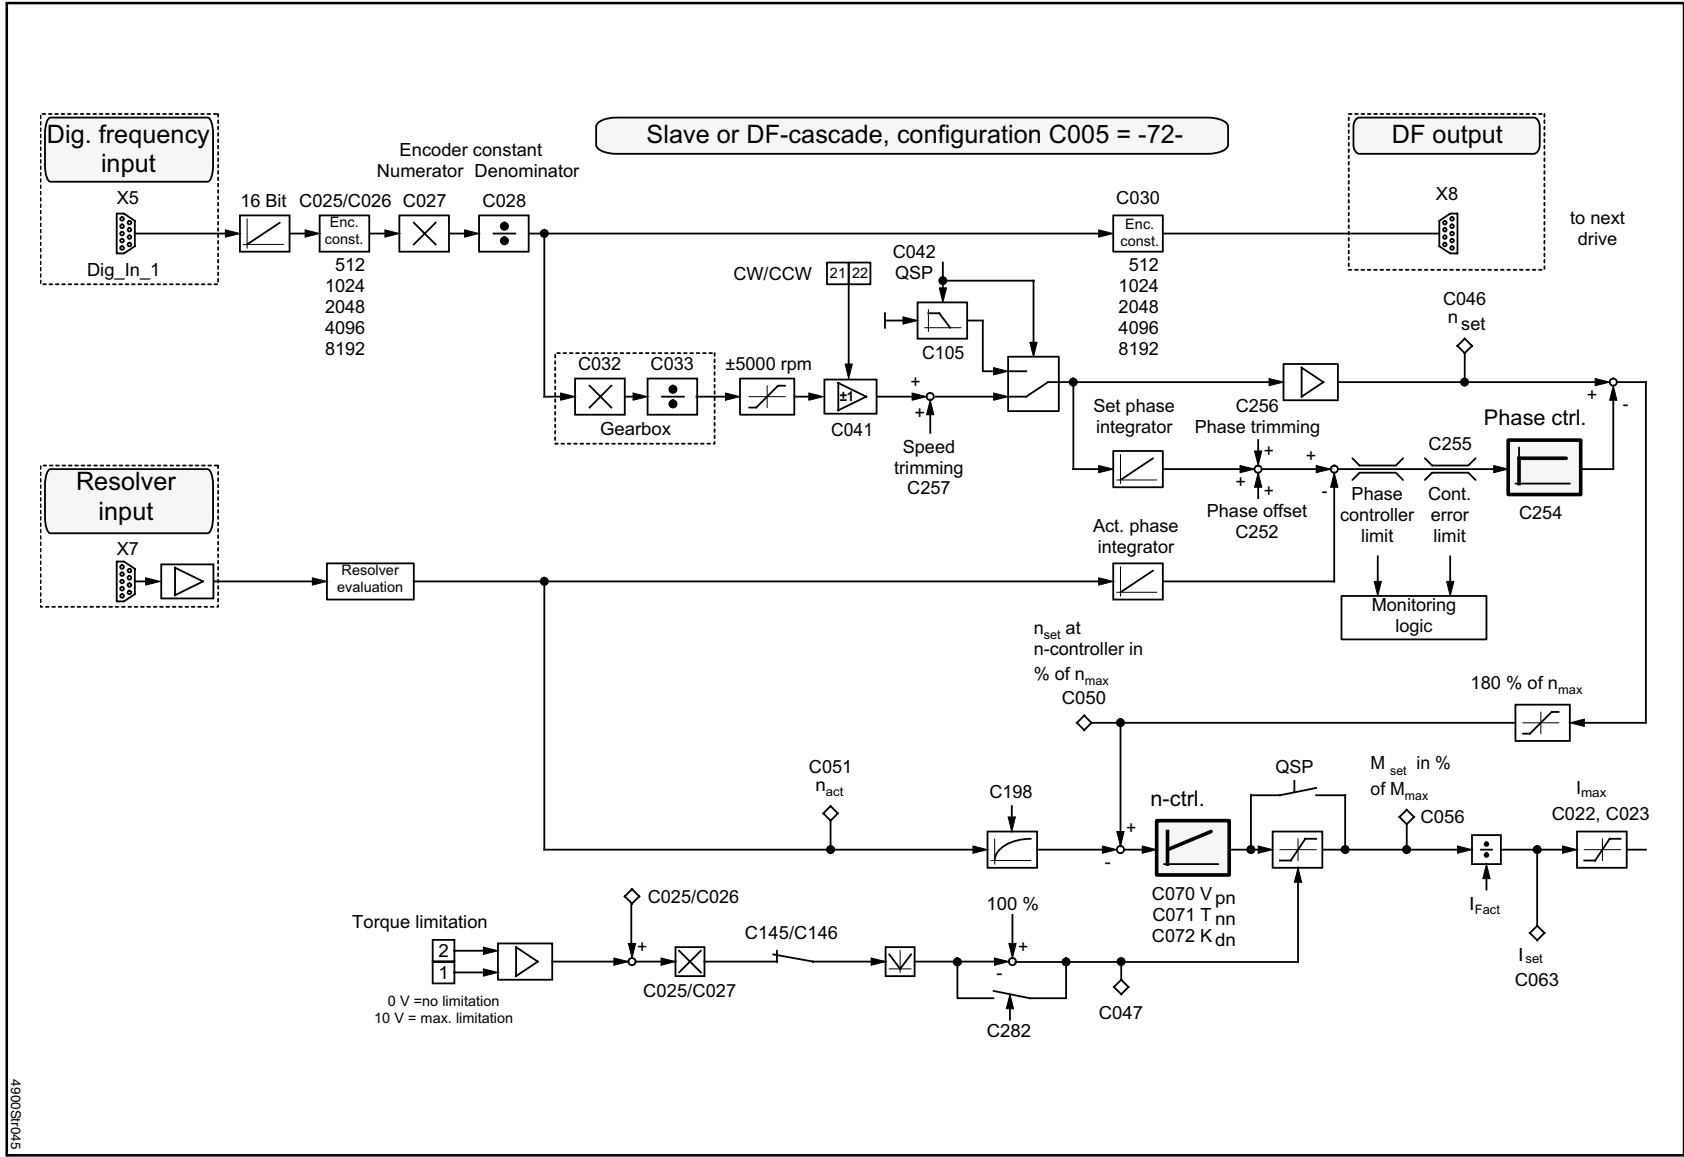 Slave or DF-cascade, configuration C005 = -72-
Dig. frequency
input
X5
Dig_In_1
16 Bit
C025/C026
Enc.
const.
512
1024
2048
4096
8192
Encoder constant
Numerator Denominator
C027
C028
C030
Enc.
const.
512
1024
2048
4096
8192
DF output
X8
to next
drive
C042
QSP
CW/CCW
21 22
C105
C046
n set
C032
C033
Gearbox
±5000 rpm
±1
C041
+
+
Speed
trimming
C257
Set phase
integrator
C256
Phase trimming
+
+
+
Phase offset
C252
+
-
Phase
controller
limit
C255
Cont.
error
limit
Phase ctrl.
C254
+
-
Resolver
input
X7
Resolver
evaluation
Act. phase
integrator
Monitoring
logic
nset at
n-controller in
% of nmax
C050
180 % of nmax
C051
nact
C198
+
-
n-ctrl.
C070 V pn
C071 T nn
C072 K dn
QSP
M set in %
of Mmax
C056
IFact
Imax
C022, C023
I set
C063
Torque limitation
2
1
0 V =no limitation
10 V = max. limitation
C025/C026
+
C025/C027
C145/C146
100 %
+
-
C282
C047
4900Str045